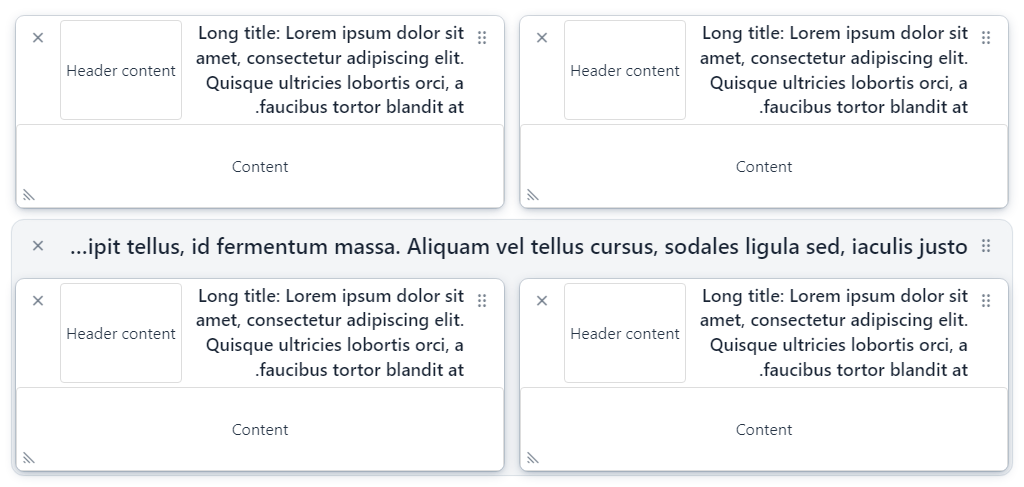 Long title: Lorem ipsum dolor sit
amet, consectetur adipiscing elit.
Quisque ultricies lobortis orci, a
.faucibus tortor blandit at
Header content
Content
Long title: Lorem ipsum dolor sit
amet, consectetur adipiscing elit.
Quisque ultricies lobortis orci, a
.faucibus tortor blandit at
Header content
Content
...ipit tellus, id fermentum massa. Aliquam vel tellus cursus, sodales ligula sed, iaculis justo
Long title: Lorem ipsum dolor sit
amet, consectetur adipiscing elit.
Quisque ultricies lobortis orci, a
.faucibus tortor blandit at
Header content
Content
Long title: Lorem ipsum dolor sit
amet, consectetur adipiscing elit.
Quisque ultricies lobortis orci, a
.faucibus tortor blandit at
Header content
Content